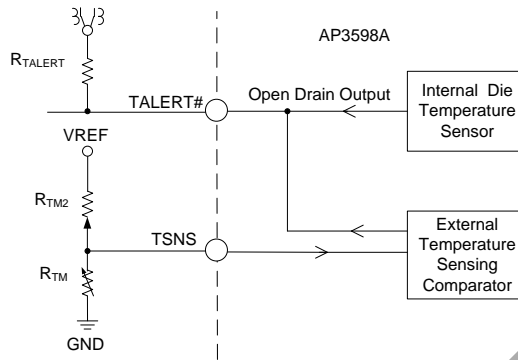 AP3598A
RTALERT
TALERT#
Open Drain Output
Internal Die
Temperature
Sensor
VREF
RTM2
TSNS
External
Temperature
Sensing
Comparator
RTM
GND